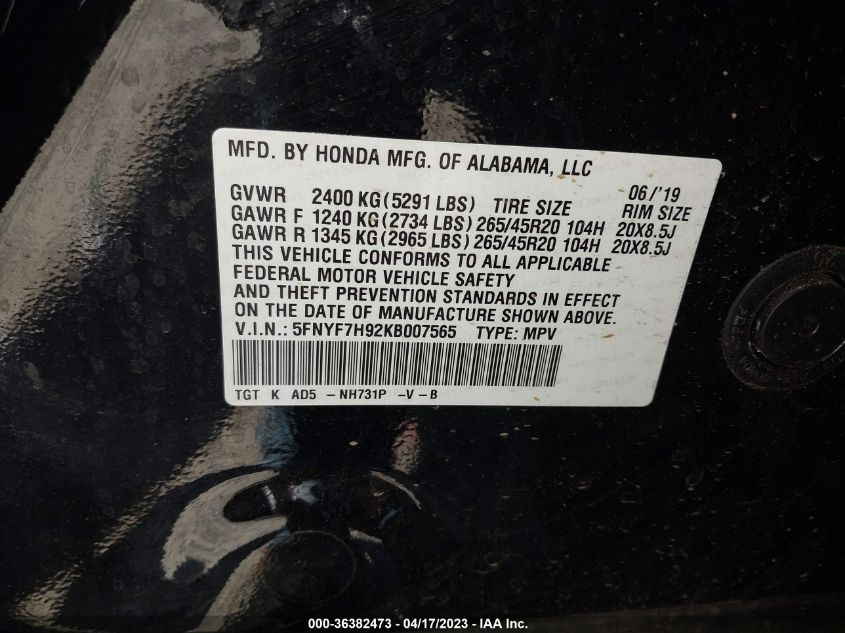 MFD. BY HONDA MFG. OF ALABAMA, LLC
06/'19
GVWR 2400 KG(5291 LBS) TIRE SIZE RIM SIZE
GAWR F 1240 KG(2734 LBS) 265/45R20 104H 20X8.5J
GAWR R 1345 KG(2965 LBS) 265/45R20 104H 20X8.5J
THIS VEHICLE CONFORMS TO ALL APPLICABLE
FEDERAL MOTOR VEHICLE SAFETY
AND THEFT PREVENTION STANDARDS IN EFFECT
ON THE DATE OF MANUFACTURE SHOWN ABOVE.
V.I.N.: 5FNYF7H92KB007565 TYPE: MPV
TGT K AD5 -NH731P -V -B
000-36382473 - 04/17/2023 - IAA Inc.